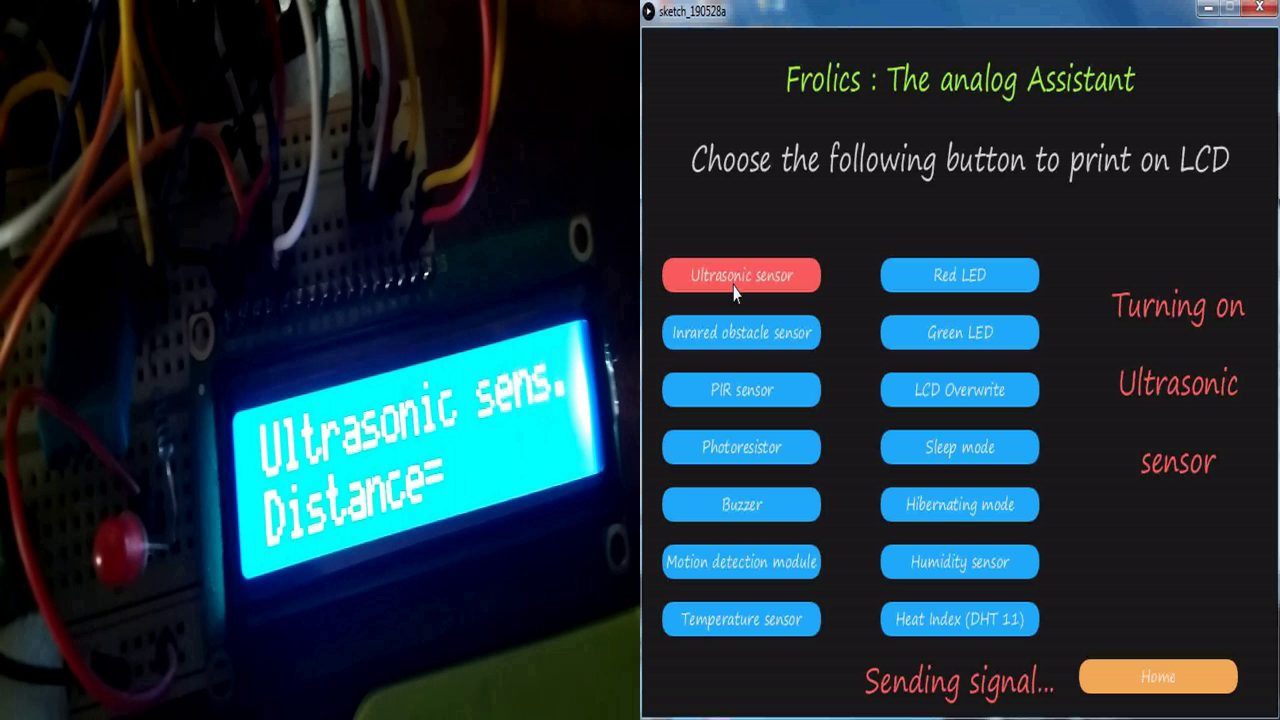 Ultrasonic sens.
Distance=
sketch_190528a
Frolics : The analog Assistant
Choose the following button to print on LCD
Ultrasonic sensor
Red LED
Inrared obstacle sensor
Green LED
PIR sensor
LCD Overwrite
Photoresistor
Sleep mode
Buzzer
Hibernating mode
Motion detection module
Humidity sensor
Temperature sensor
Heat Index (DHT 11)
Turning on
Ultrasonic
sensor
Sending signal...
Home